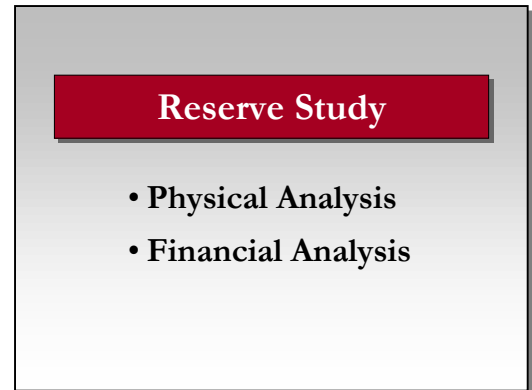 Reserve Study
• Physical Analysis
• Financial Analysis